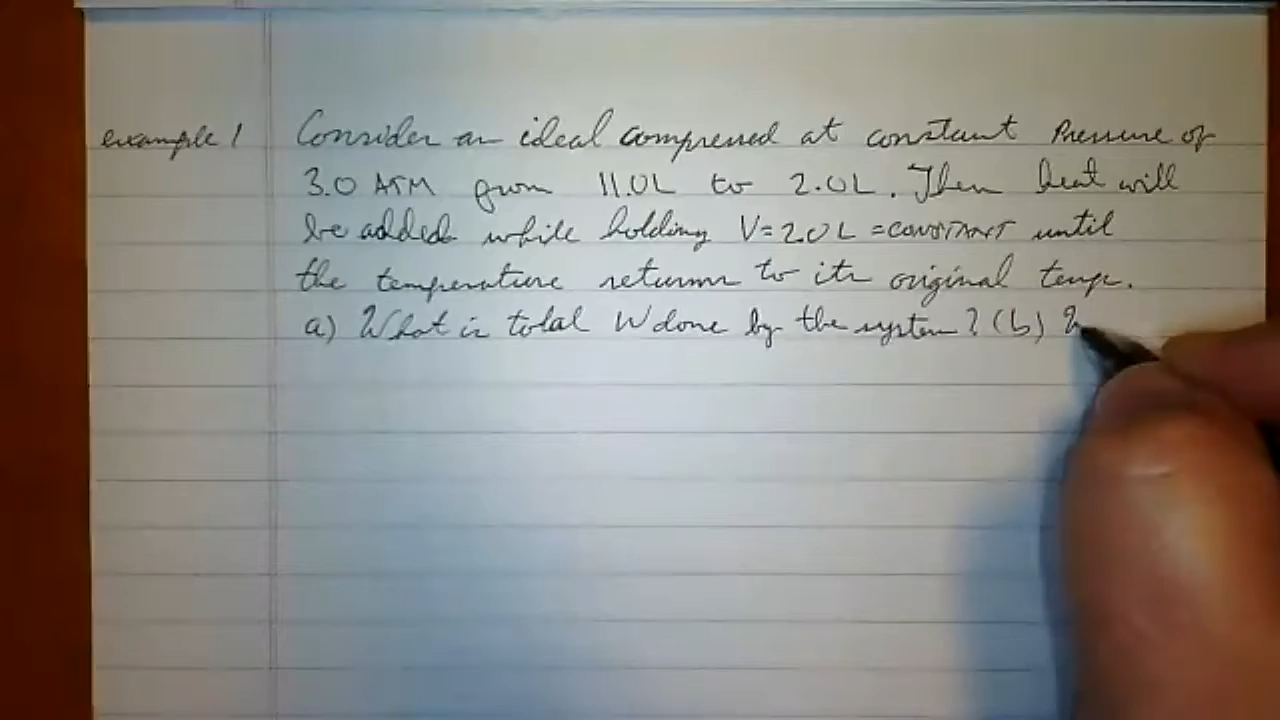 example 1 Consider an ideal compressed at constant Pressure of
3.0 ATM from 11.0L to 2.0L. Then heat will
be added while holding V=2.0L =CONSTANT until
the temperature returns to its original temp.
a) What is total W done by the system? (b)